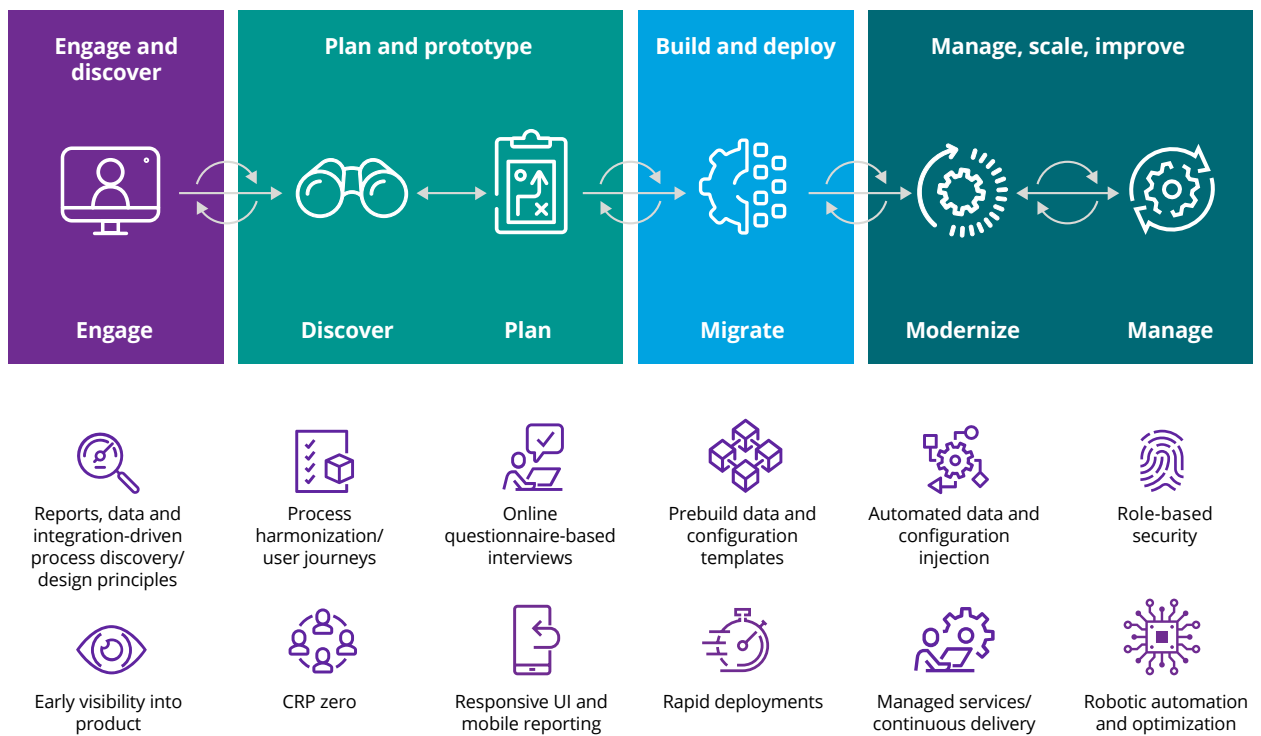 Engage and
discover
Plan and prototype
Build and deploy
Manage, scale, improve
Engage
Discover
Plan
Migrate
Modernize
Manage
Reports, data and
integration-driven
process discovery/
design principles
Process
harmonization/
user journeys
Online
questionnaire-based
interviews
Prebuild data and
configuration
templates
Automated data and
configuration
injection
Role-based
security
Early visibility into
product
CRP zero
Responsive UI and
mobile reporting
Rapid deployments
Managed services/
continuous delivery
Robotic automation
and optimization